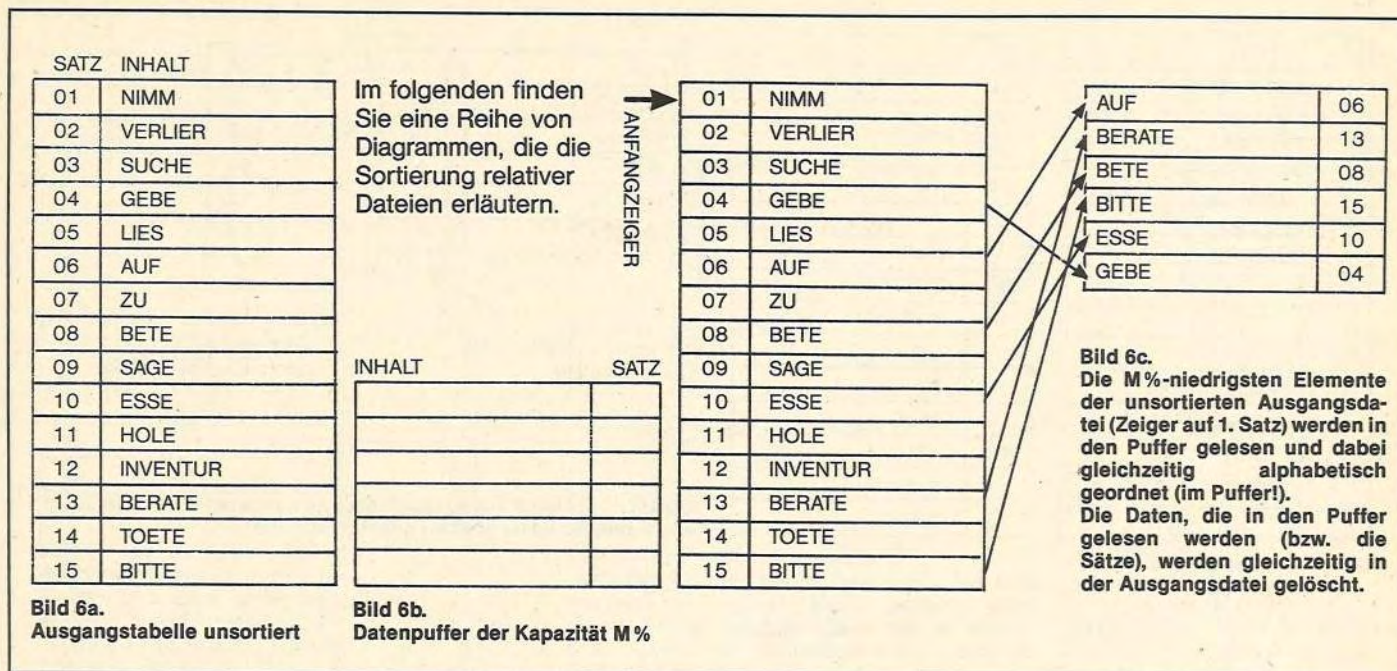 SATZ INHALT
01 NIMM
02 VERLIER
03 SUCHE
04 GEBE
05 LIES
06 AUF
07 ZU
08 BETE
09 SAGE
10 ESSE
11 HOLE
12 INVENTUR
13 BERATE
14 TOETE
15 BITTE
Bild 6a.
Ausgangstabelle unsortiert
Im folgenden finden
Sie eine Reihe von
Diagrammen, die die
Sortierung relativer
Dateien erläutern.
INHALT SATZ
Bild 6b.
Datenpuffer der Kapazität M%
ANFANGZEIGER
01 NIMM
02 VERLIER
03 SUCHE
04 GEBE
05 LIES
06 AUF
07 ZU
08 BETE
09 SAGE
10 ESSE
11 HOLE
12 INVENTUR
13 BERATE
14 TOETE
15 BITTE
AUF 06
BERATE 13
BETE 08
BITTE 15
ESSE 10
GEBE 04
Bild 6c.
Die M%-niedrigsten Elemente
der unsortierten Ausgangsda-
tei (Zeiger auf 1. Satz) werden in
den Puffer gelesen und dabei
gleichzeitig alphabetisch
geordnet (im Puffer!).
Die Daten, die in den Puffer
gelesen werden (bzw. die
Sätze), werden gleichzeitig in
der Ausgangsdatei gelöscht.